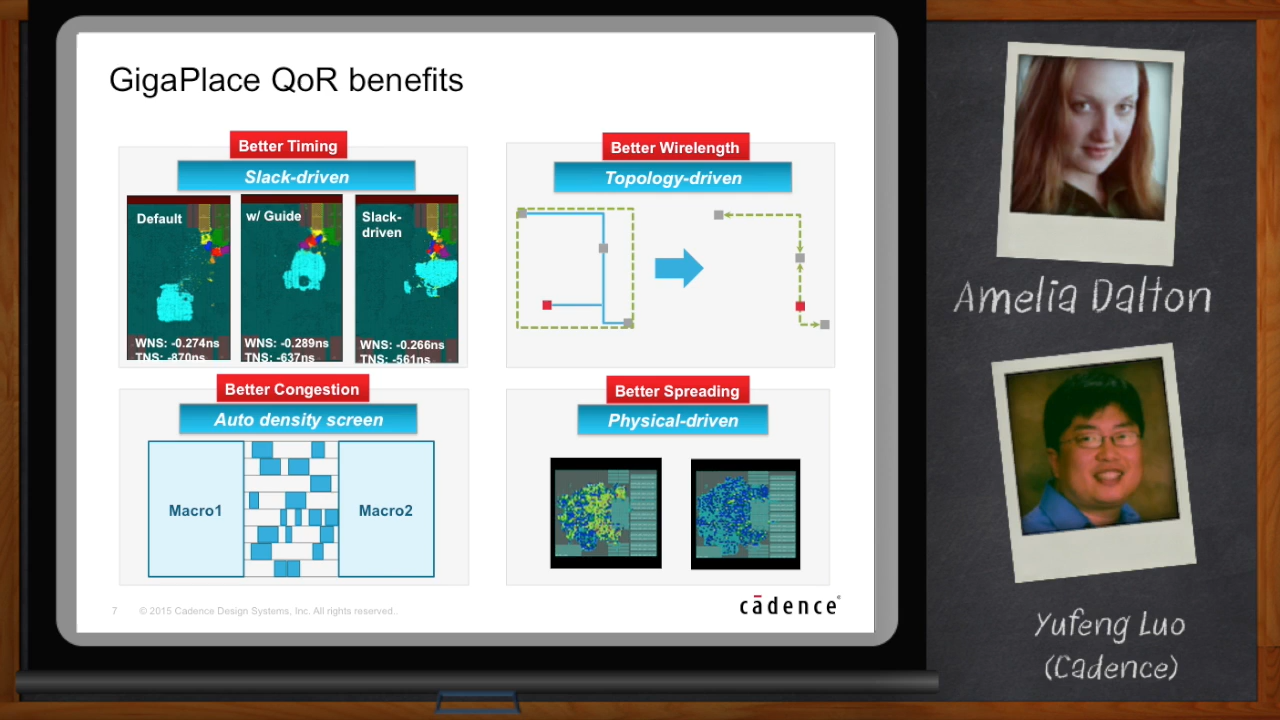 GigaPlace QoR benefits
Better Timing
Slack-driven
Default
WNS: -0.274ns
TNS: -870ns
w/ Guide
WNS: -0.289ns
TNS: -637ns
Slack-
driven
WNS: -0.266ns
TNS: -561ns
Better Wirelength
Topology-driven
Better Congestion
Auto density screen
Macro1
Macro2
Better Spreading
Physical-driven
7 © 2015 Cadence Design Systems, Inc. All rights reserved..
cādence®
Amelia Dalton
Yufeng Luo
(Cadence)